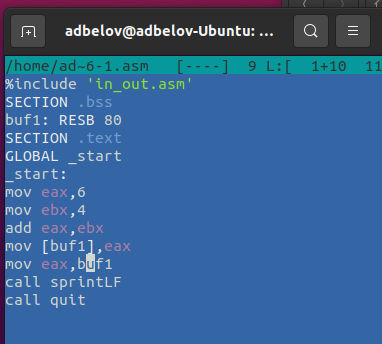 adbelov@adbelov-Ubuntu: ...
/home/ad~6-1.asm [----] 9 L:[ 1+10 11
%include 'in_out.asm'
SECTION .bss
buf1: RESB 80
SECTION .text
GLOBAL _start
_start:
mov eax,6
mov ebx,4
add eax,ebx
mov [buf1],eax
mov eax,buf1
call sprintLF
call quit